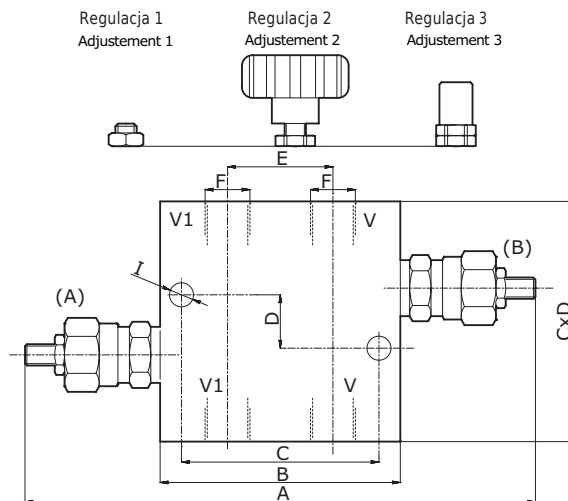 Regulacja 1 Regulacja 2 Regulacja 3
Adjustement 1 Adjustement 2 Adjustement 3
E
F F
V1 V
(B)
I
(A)
D
CxD
V1 V
C
B
A